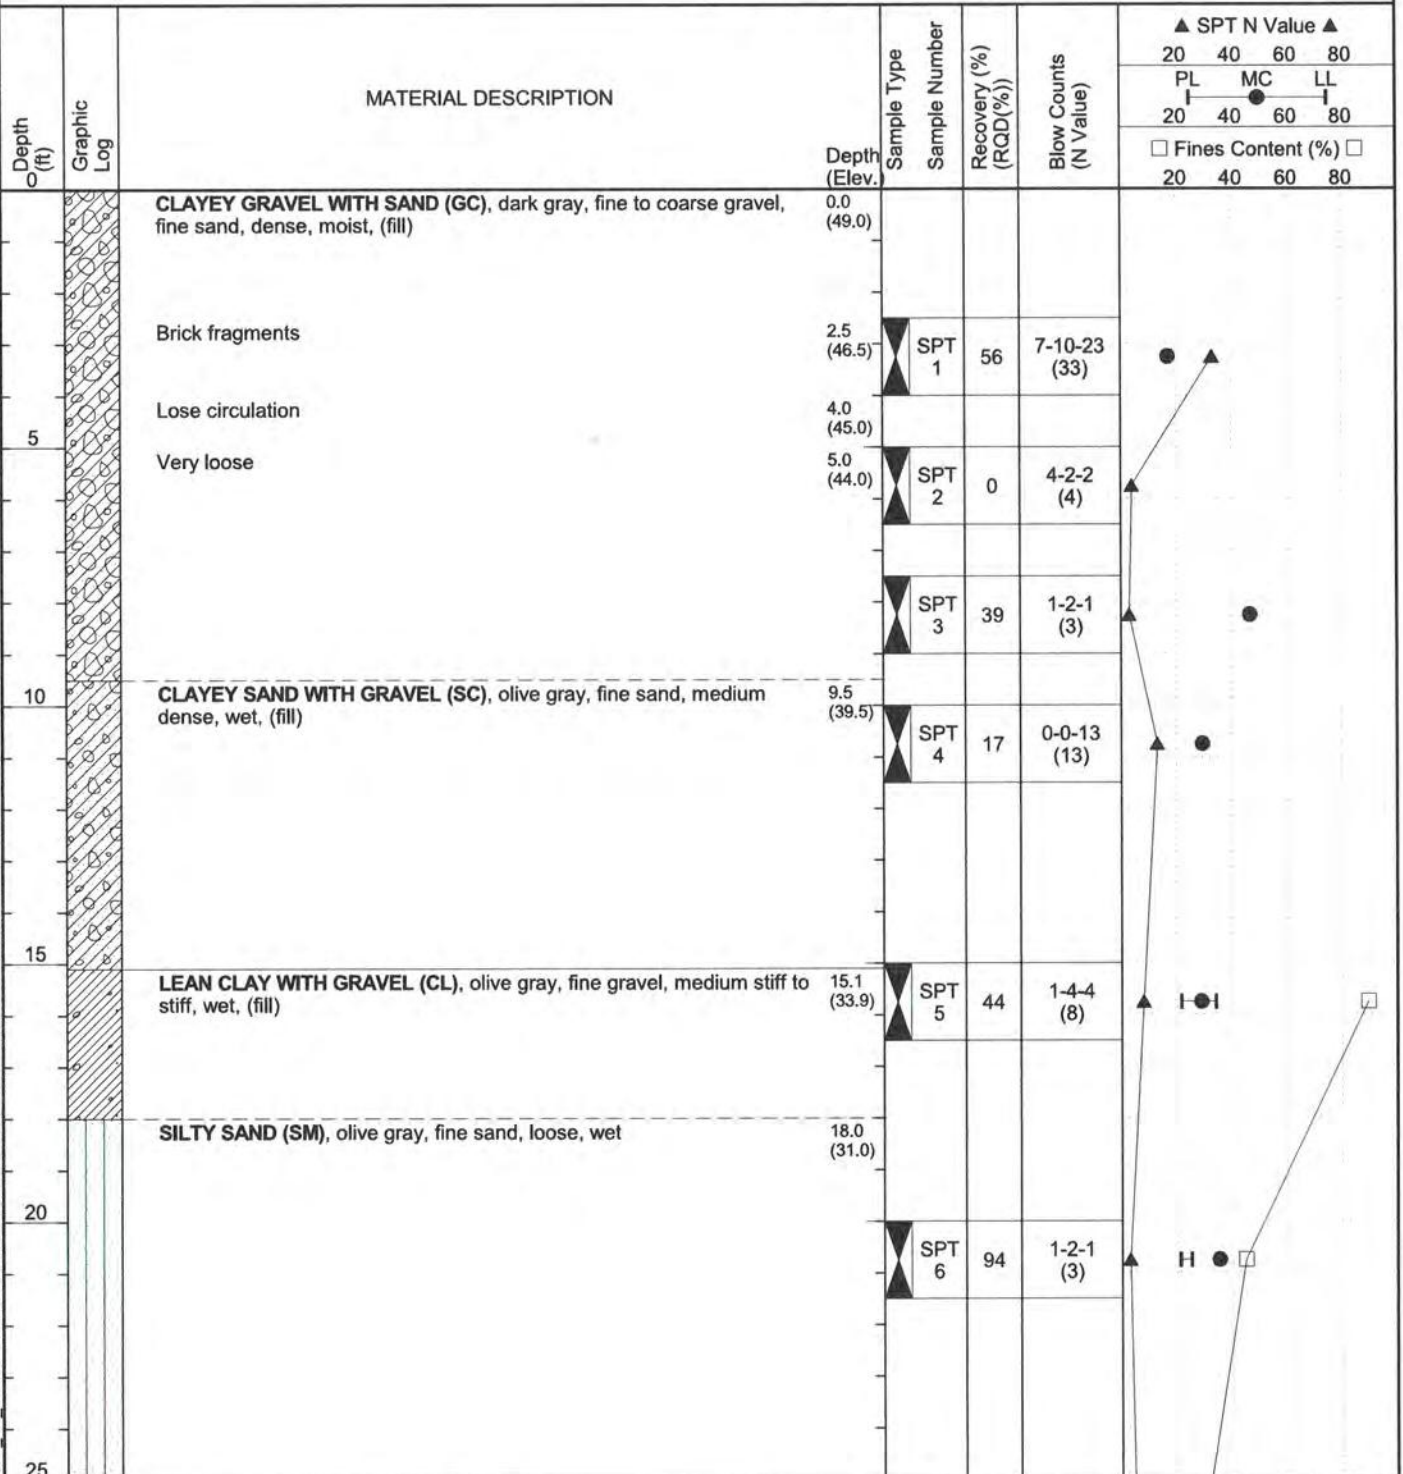 Depth
(ft)
0
Graphic
Log
MATERIAL DESCRIPTION
Depth
(Elev.)
Sample Type
Sample Number
Recovery (%)
(RQD(%))
Blow Counts
(N Value)
▲ SPT N Value ▲
20 40 60 80
PL MC LL
20 40 60 80
□ Fines Content (%) □
20 40 60 80
CLAYEY GRAVEL WITH SAND (GC), dark gray, fine to coarse gravel,
fine sand, dense, moist, (fill)
0.0
(49.0)
Brick fragments
2.5
(46.5)
SPT
1
56
7-10-23
(33)
Lose circulation
4.0
(45.0)
5
Very loose
5.0
(44.0)
SPT
2
0
4-2-2
(4)
SPT
3
39
1-2-1
(3)
10
CLAYEY SAND WITH GRAVEL (SC), olive gray, fine sand, medium
dense, wet, (fill)
9.5
(39.5)
SPT
4
17
0-0-13
(13)
15
LEAN CLAY WITH GRAVEL (CL), olive gray, fine gravel, medium stiff to
stiff, wet, (fill)
15.1
(33.9)
SPT
5
44
1-4-4
(8)
SILTY SAND (SM), olive gray, fine sand, loose, wet
18.0
(31.0)
20
SPT
6
94
1-2-1
(3)
25